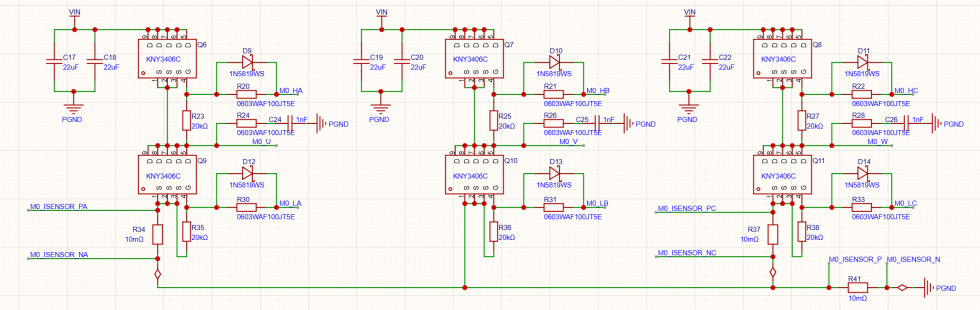 VIN
VIN
VIN
Q6
Q7
Q8
C17
22uF
C18
22uF
KNY3406C
D9
1N5819WS
C19
22uF
C20
22uF
KNY3406C
D10
1N5819WS
C21
22uF
C22
22uF
KNY3406C
D11
1N5819WS
PGND
R20
M0_HA
0603WAF100JT5E
PGND
R21
M0_HB
0603WAF100JT5E
PGND
R22
M0_HC
0603WAF100JT5E
R23
20kΩ
R24
C24
1nF
PGND
0603WAF100JT5E
M0_U
R25
20kΩ
R26
C25
1nF
PGND
0603WAF100JT5E
M0_V
R27
20kΩ
R28
C26
1nF
PGND
0603WAF100JT5E
M0_W
Q9
KNY3406C
D12
1N5819WS
Q10
KNY3406C
D13
1N5819WS
Q11
KNY3406C
D14
1N5819WS
R30
M0_LA
0603WAF100JT5E
R31
M0_LB
0603WAF100JT5E
R33
M0_LC
0603WAF100JT5E
M0_ISENSOR_PA
R34
10mΩ
R35
20kΩ
M0_ISENSOR_NA
R36
20kΩ
M0_ISENSOR_PC
R37
10mΩ
R38
20kΩ
M0_ISENSOR_NC
M0_ISENSOR_P
M0_ISENSOR_N
R41
10mΩ
PGND